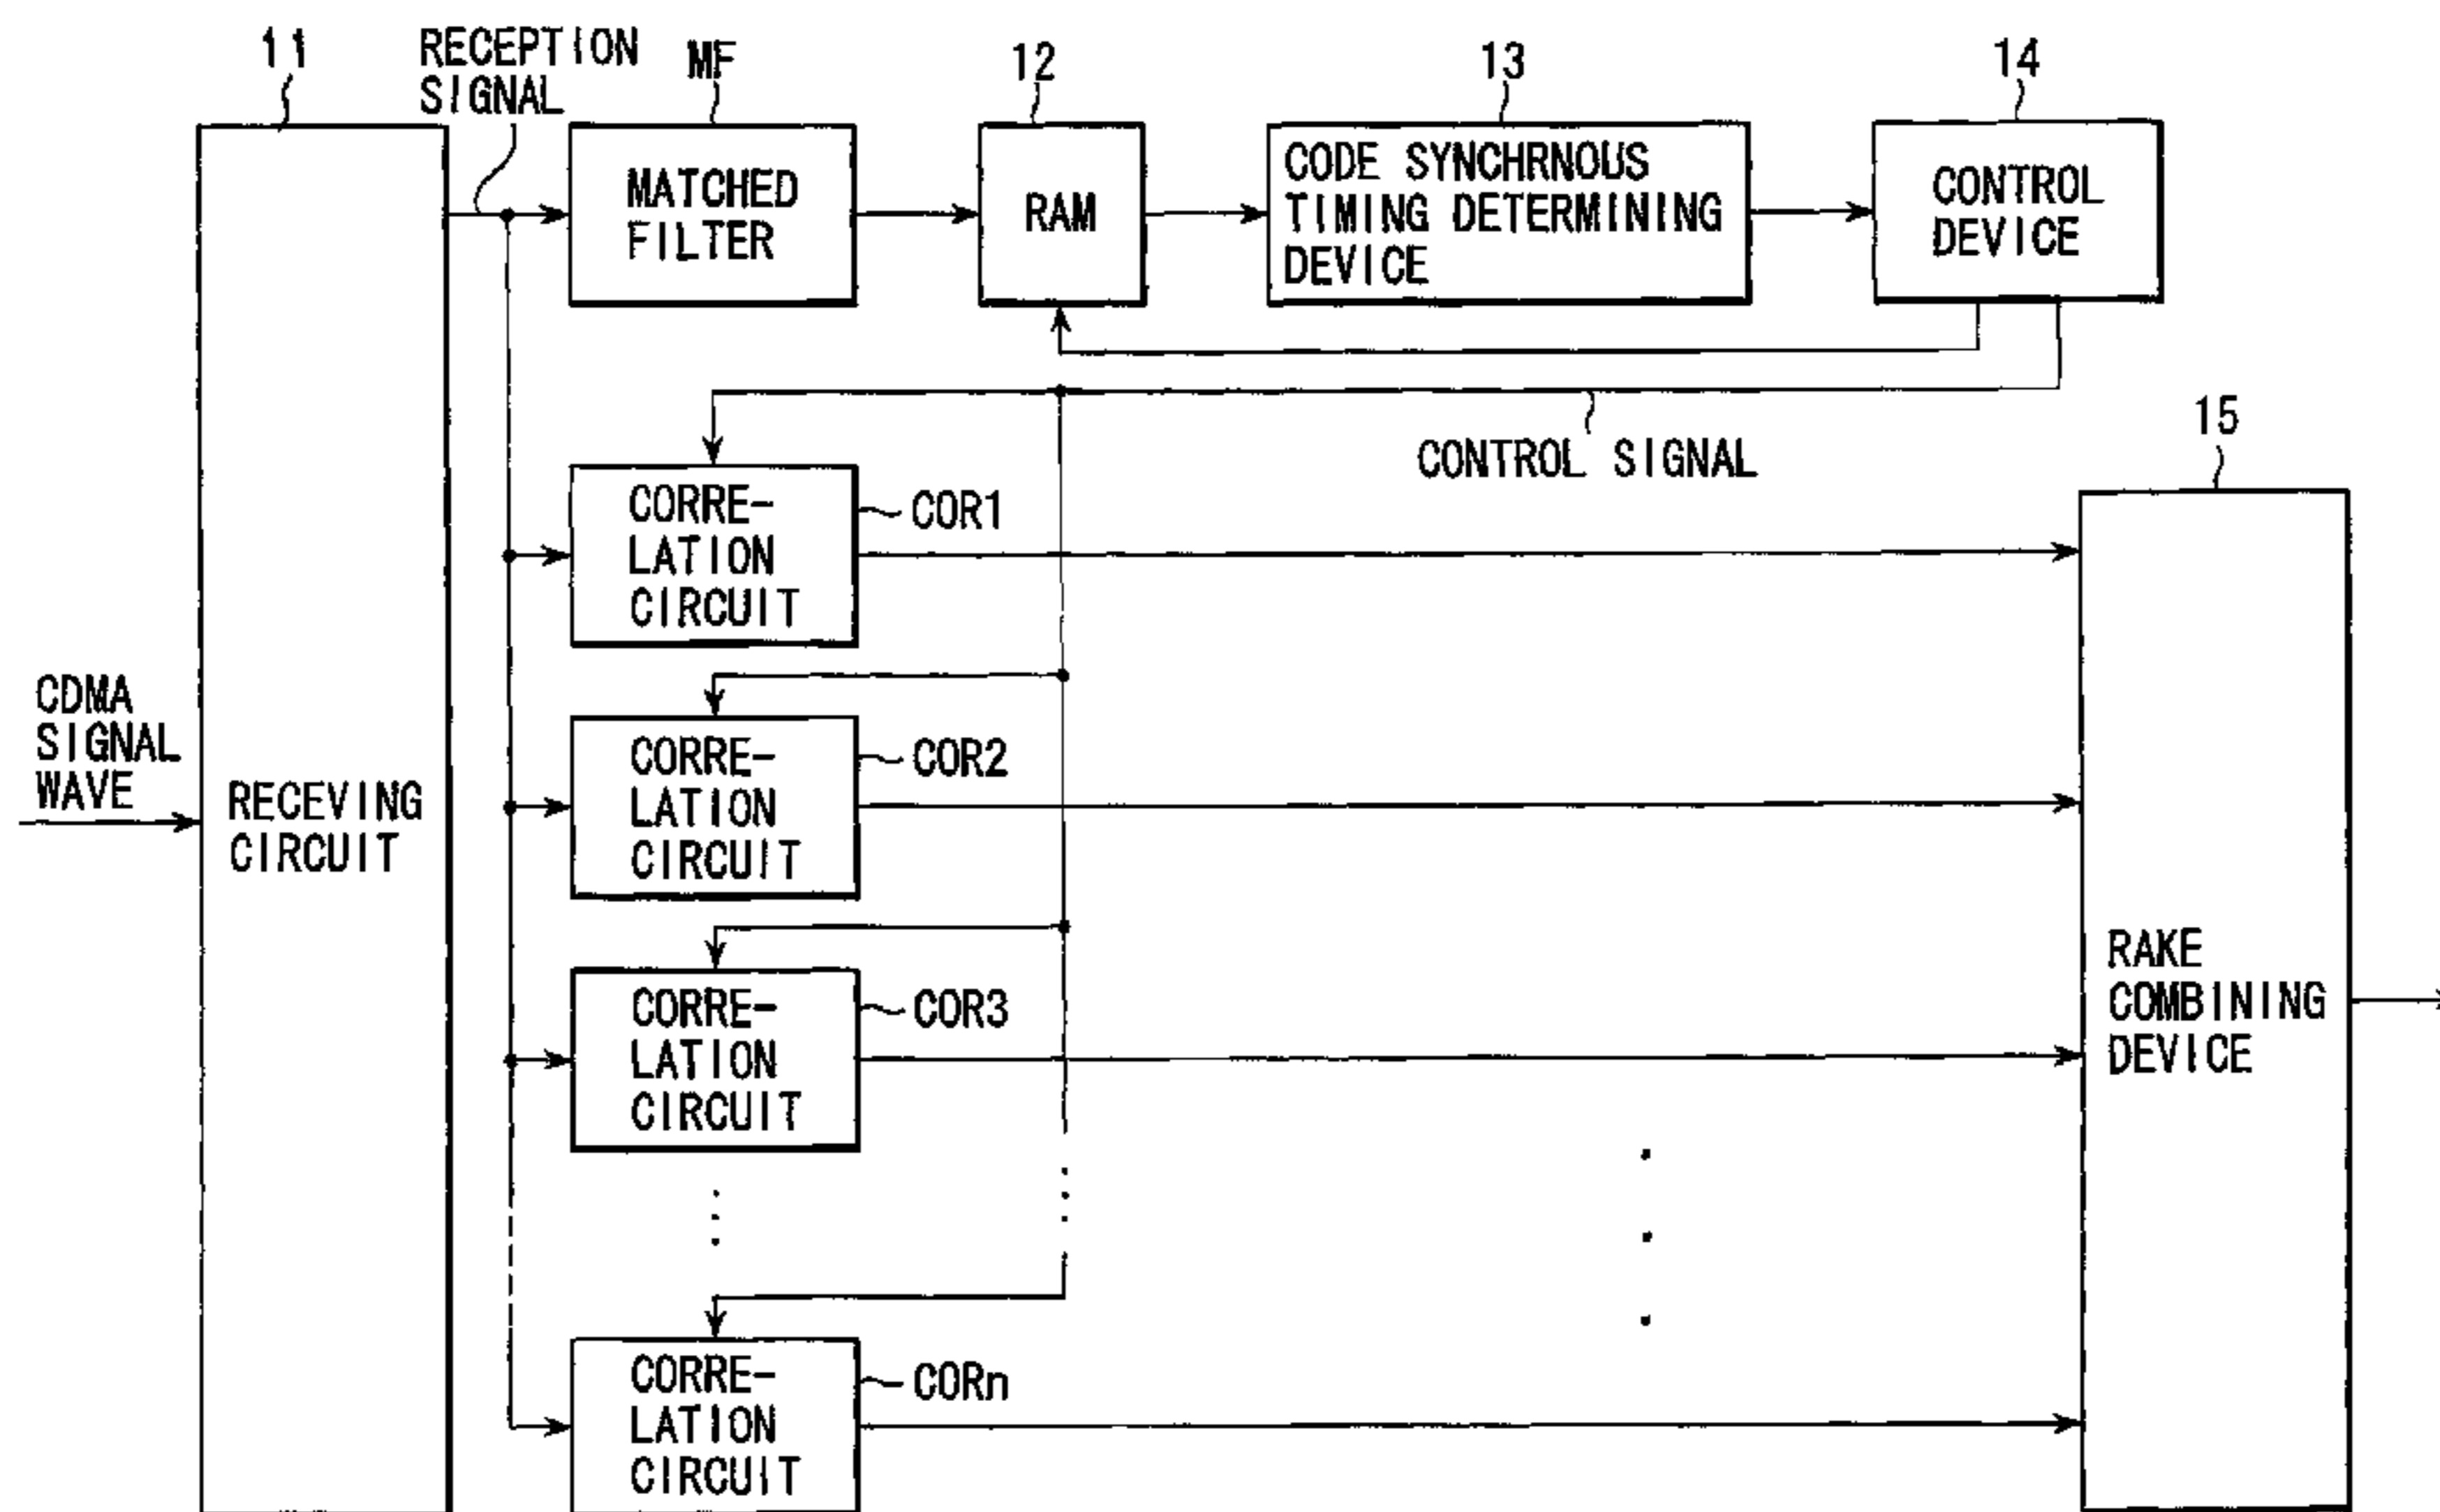 11
RECEPTION
SIGNAL
MF
12
13
14
MATCHED
FILTER
RAM
CODE SYNCHRNOUS
TIMING DETERMINING
DEVICE
CONTROL
DEVICE
CONTROL SIGNAL
15
CORRE-
LATION
CIRCUIT
COR1
CDMA
SIGNAL
WAVE
RECEVING
CIRCUIT
CORRE-
LATION
CIRCUIT
COR2
CORRE-
LATION
CIRCUIT
COR3
RAKE
COMBINING
DEVICE
CORRE-
LATION
CIRCUIT
CORn